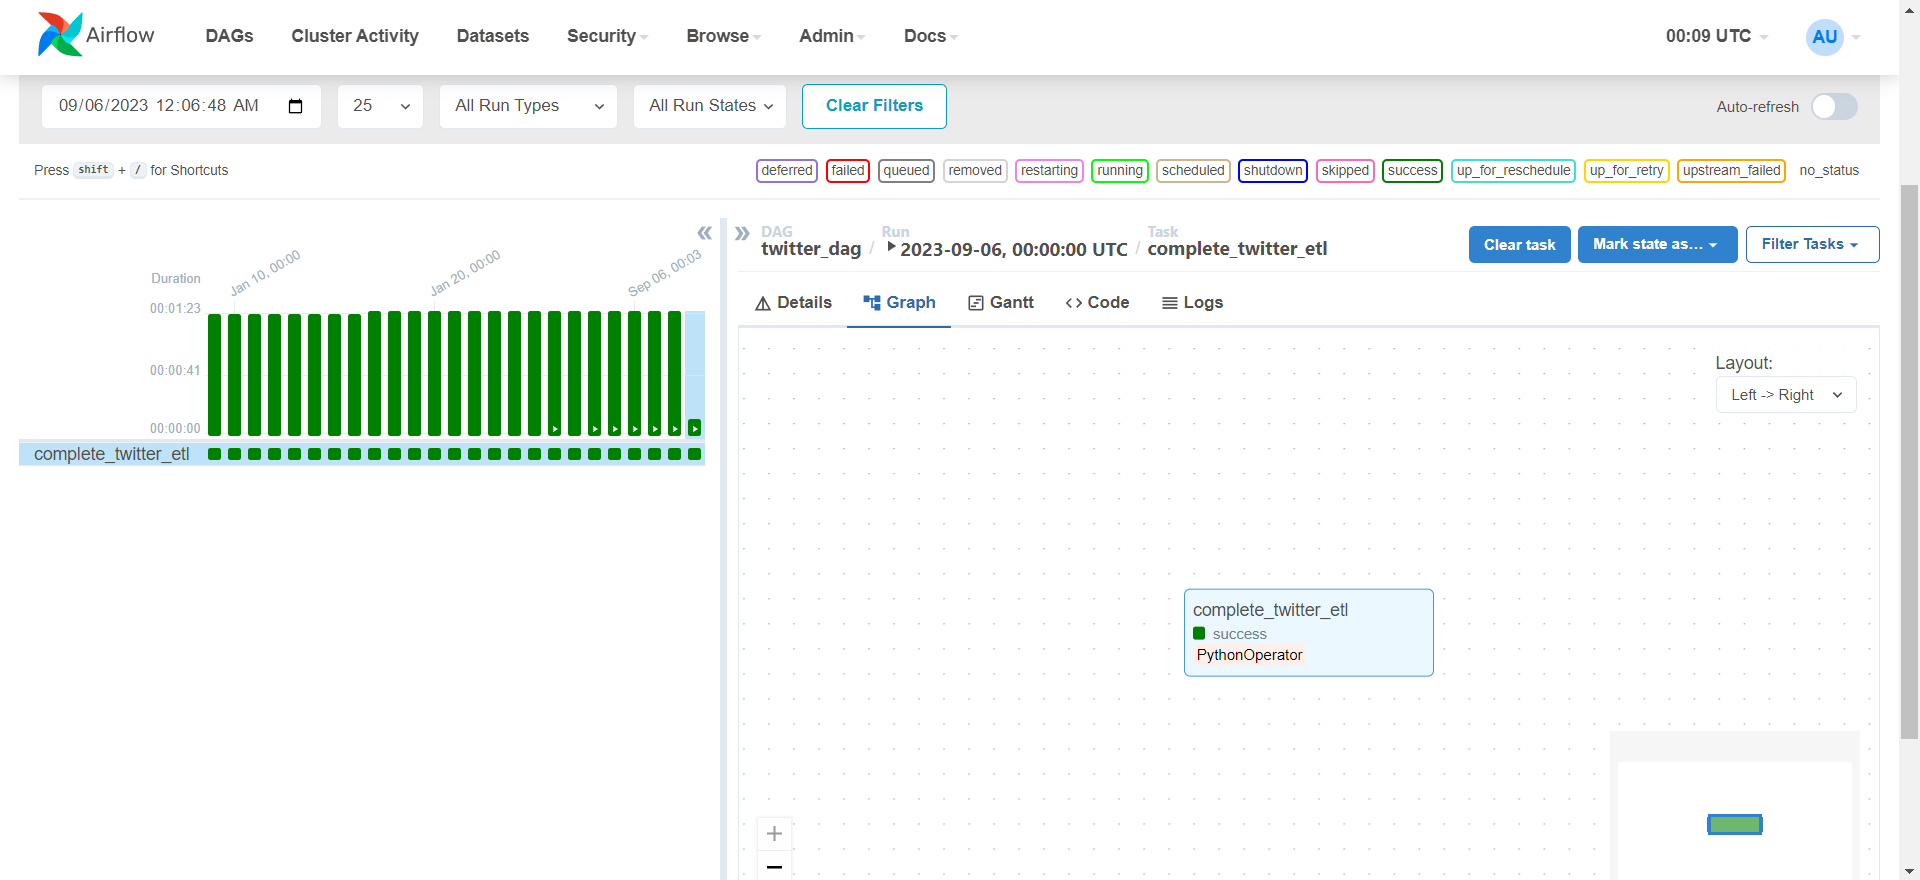 Airflow
DAGs
Cluster Activity
Datasets
Security
Browse
Admin
Docs
00:09 UTC
AU
09/06/2023 12:06:48 AM
25
All Run Types
All Run States
Clear Filters
Auto-refresh
Press shift + / for Shortcuts
deferred
failed
queued
removed
restarting
running
scheduled
shutdown
skipped
success
up_for_reschedule
up_for_retry
upstream_failed
no_status
Duration
Jan 10, 00:00
Jan 20, 00:00
Sep 06, 00:03
00:01:23
00:00:41
00:00:00
complete_twitter_etl
DAG
twitter_dag
/
Run
2023-09-06, 00:00:00 UTC
/
Task
complete_twitter_etl
Clear task
Mark state as...
Filter Tasks
Details
Graph
Gantt
Code
Logs
Layout:
Left -> Right
complete_twitter_etl
success
PythonOperator